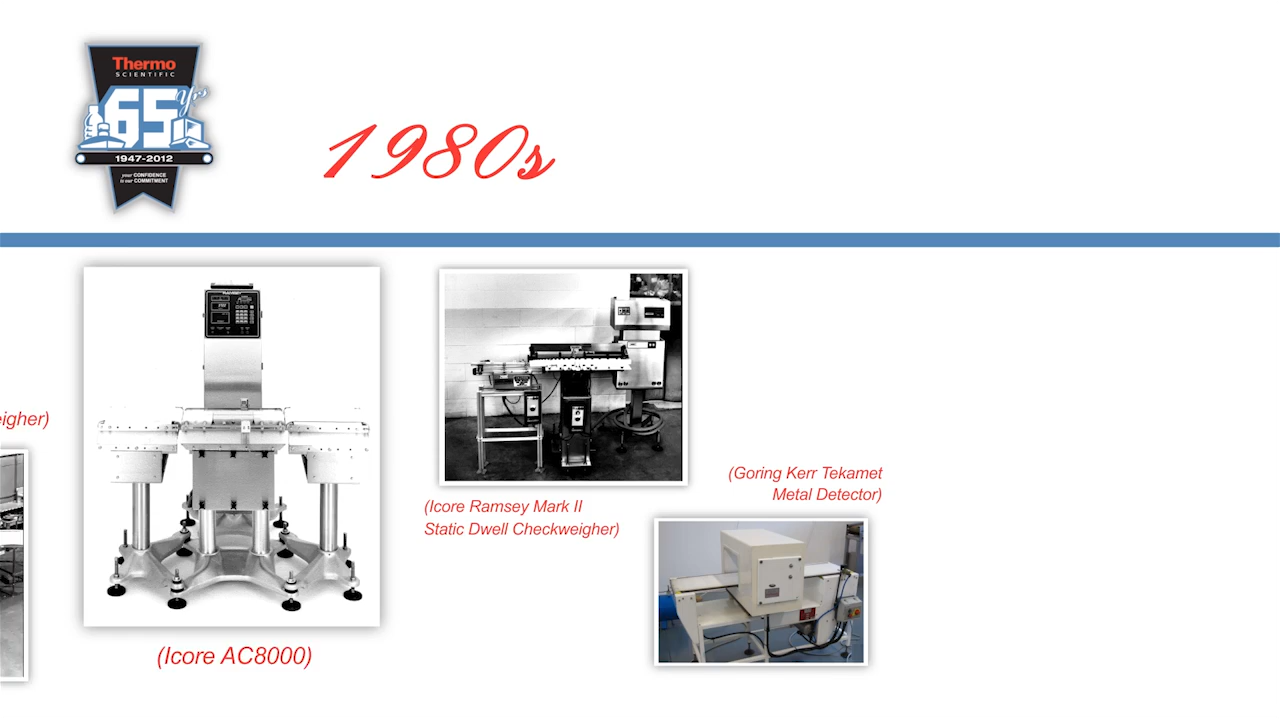 Thermo
SCIENTIFIC
65
Yrs
1947-2012
your CONFIDENCE
is our COMMITMENT
1980s
eigher)
(Icore AC8000)
(Icore Ramsey Mark II
Static Dwell Checkweigher)
(Goring Kerr Tekamet
Metal Detector)